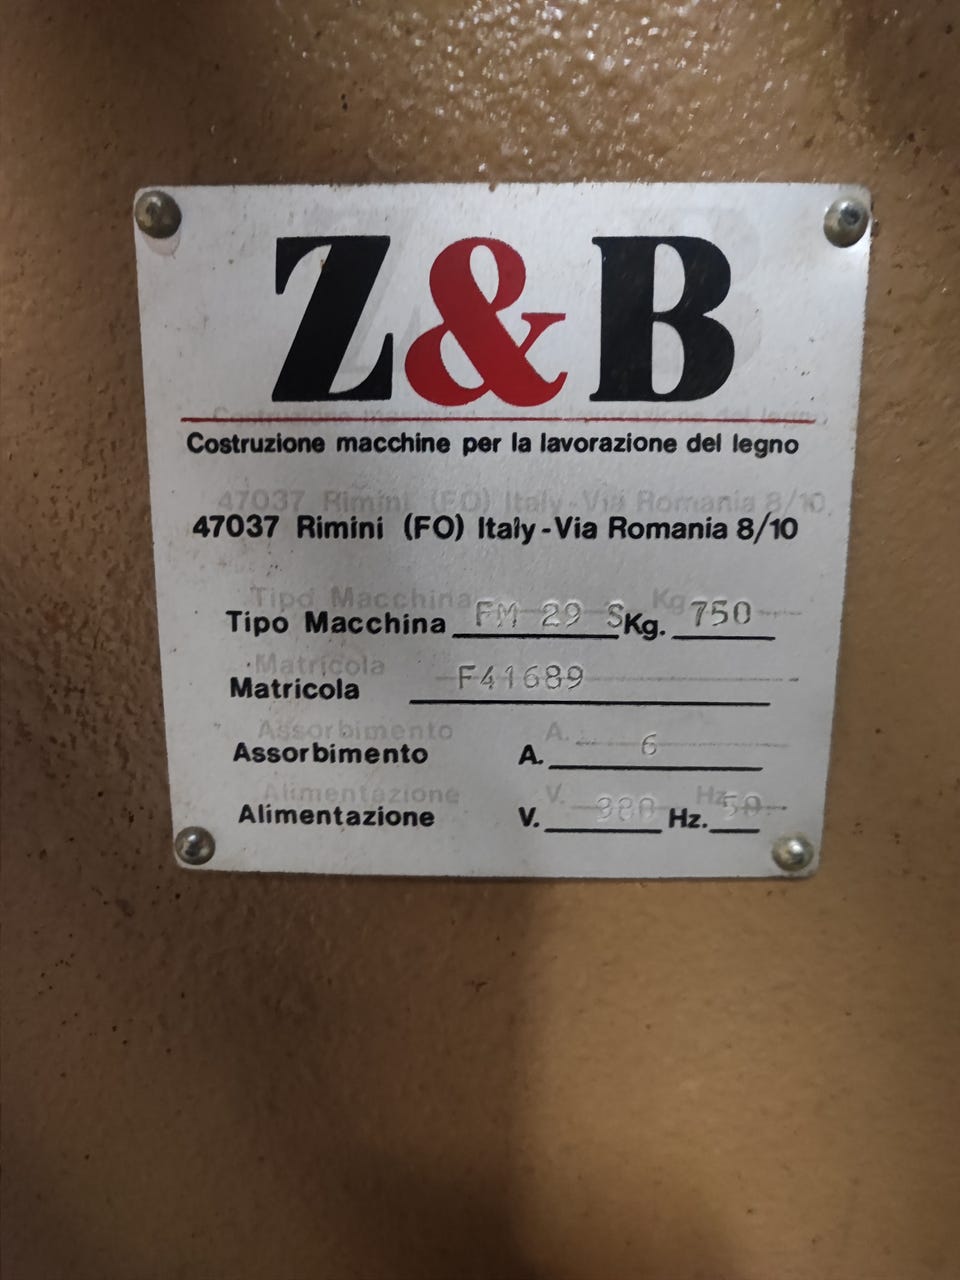 Z&B
Costruzione macchine per la lavorazione del legno
47037 Rimini (FO) Italy - Via Romania 8/10
Tipo Macchina FM 29 S Kg. 750
Matricola F41689
Assorbimento A. 6
Alimentazione V. 380 Hz. 50